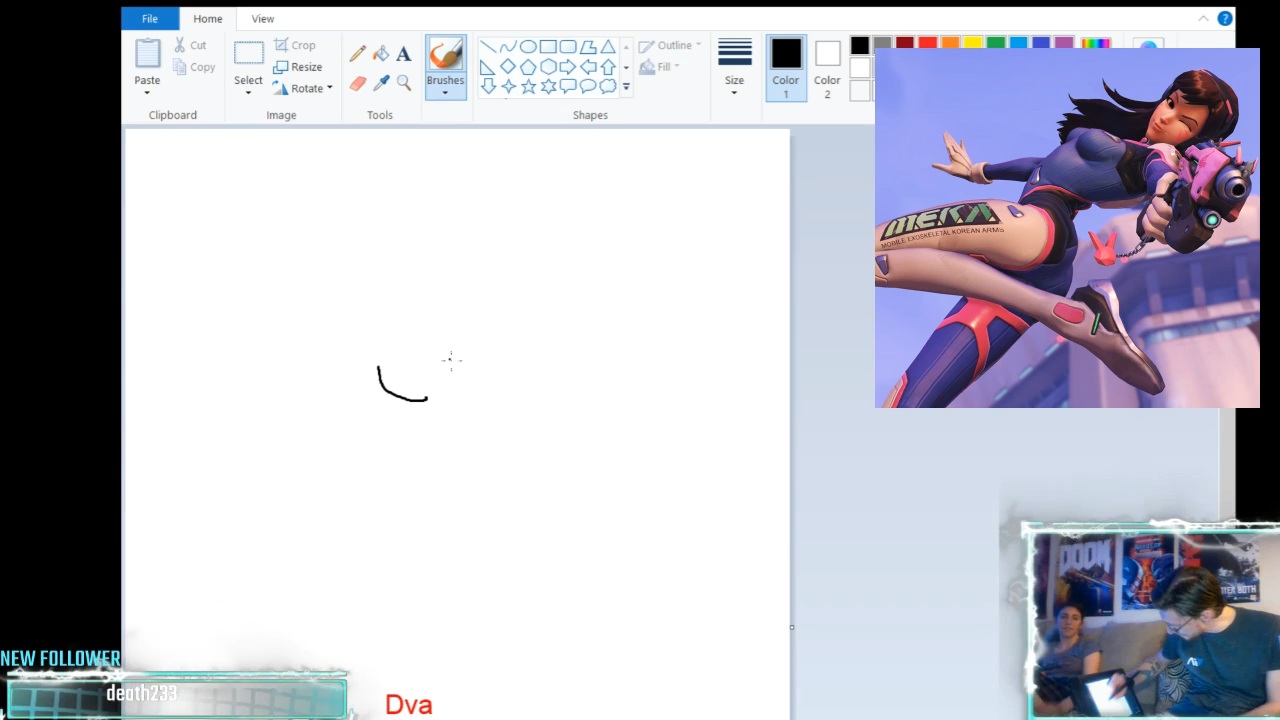 File Home View
Cut
Copy
Paste
Clipboard
Crop
Resize
Rotate
Select
Image
Tools
Brushes
Shapes
Outline
Fill
Size
Color 1
Color 2
MEKA
MOBILE EXOSKELETAL KOREAN ARMS
DOOM
NEW FOLLOWER
death233
Dva